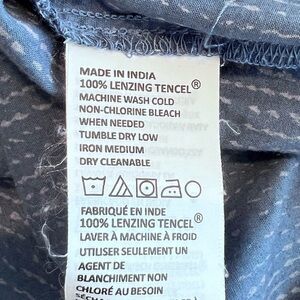 MADE IN INDIA
100% LENZING TENCEL®
MACHINE WASH COLD
NON-CHLORINE BLEACH
WHEN NEEDED
TUMBLE DRY LOW
IRON MEDIUM
DRY CLEANABLE
FABRIQUÉ EN INDE
100% LENZING TENCEL®
LAVER À MACHINE À FROID
UTILISER SEULEMENT UN
AGENT DE
BLANCHIMENT NON
CHLORÉ AU BESOIN